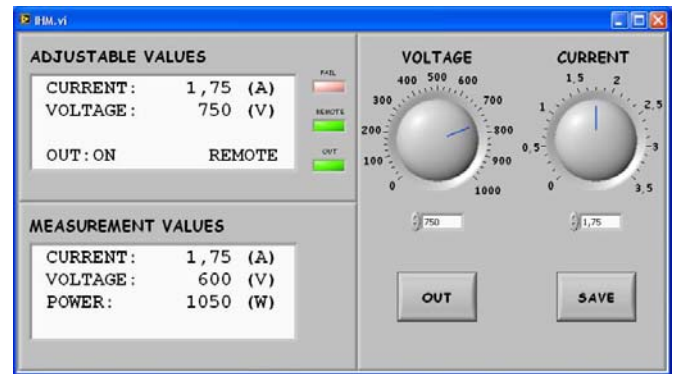 IHM.vi
ADJUSTABLE VALUES
CURRENT: 1,75 (A)
VOLTAGE: 750 (V)
OUT:ON REMOTE
FAIL
REMOTE
OUT
MEASUREMENT VALUES
CURRENT: 1,75 (A)
VOLTAGE: 600 (V)
POWER: 1050 (W)
VOLTAGE
0
100
200
300
400
500
600
700
800
900
1000
750
OUT
CURRENT
0
0,5
1
1,5
2
2,5
3
3,5
1,75
SAVE